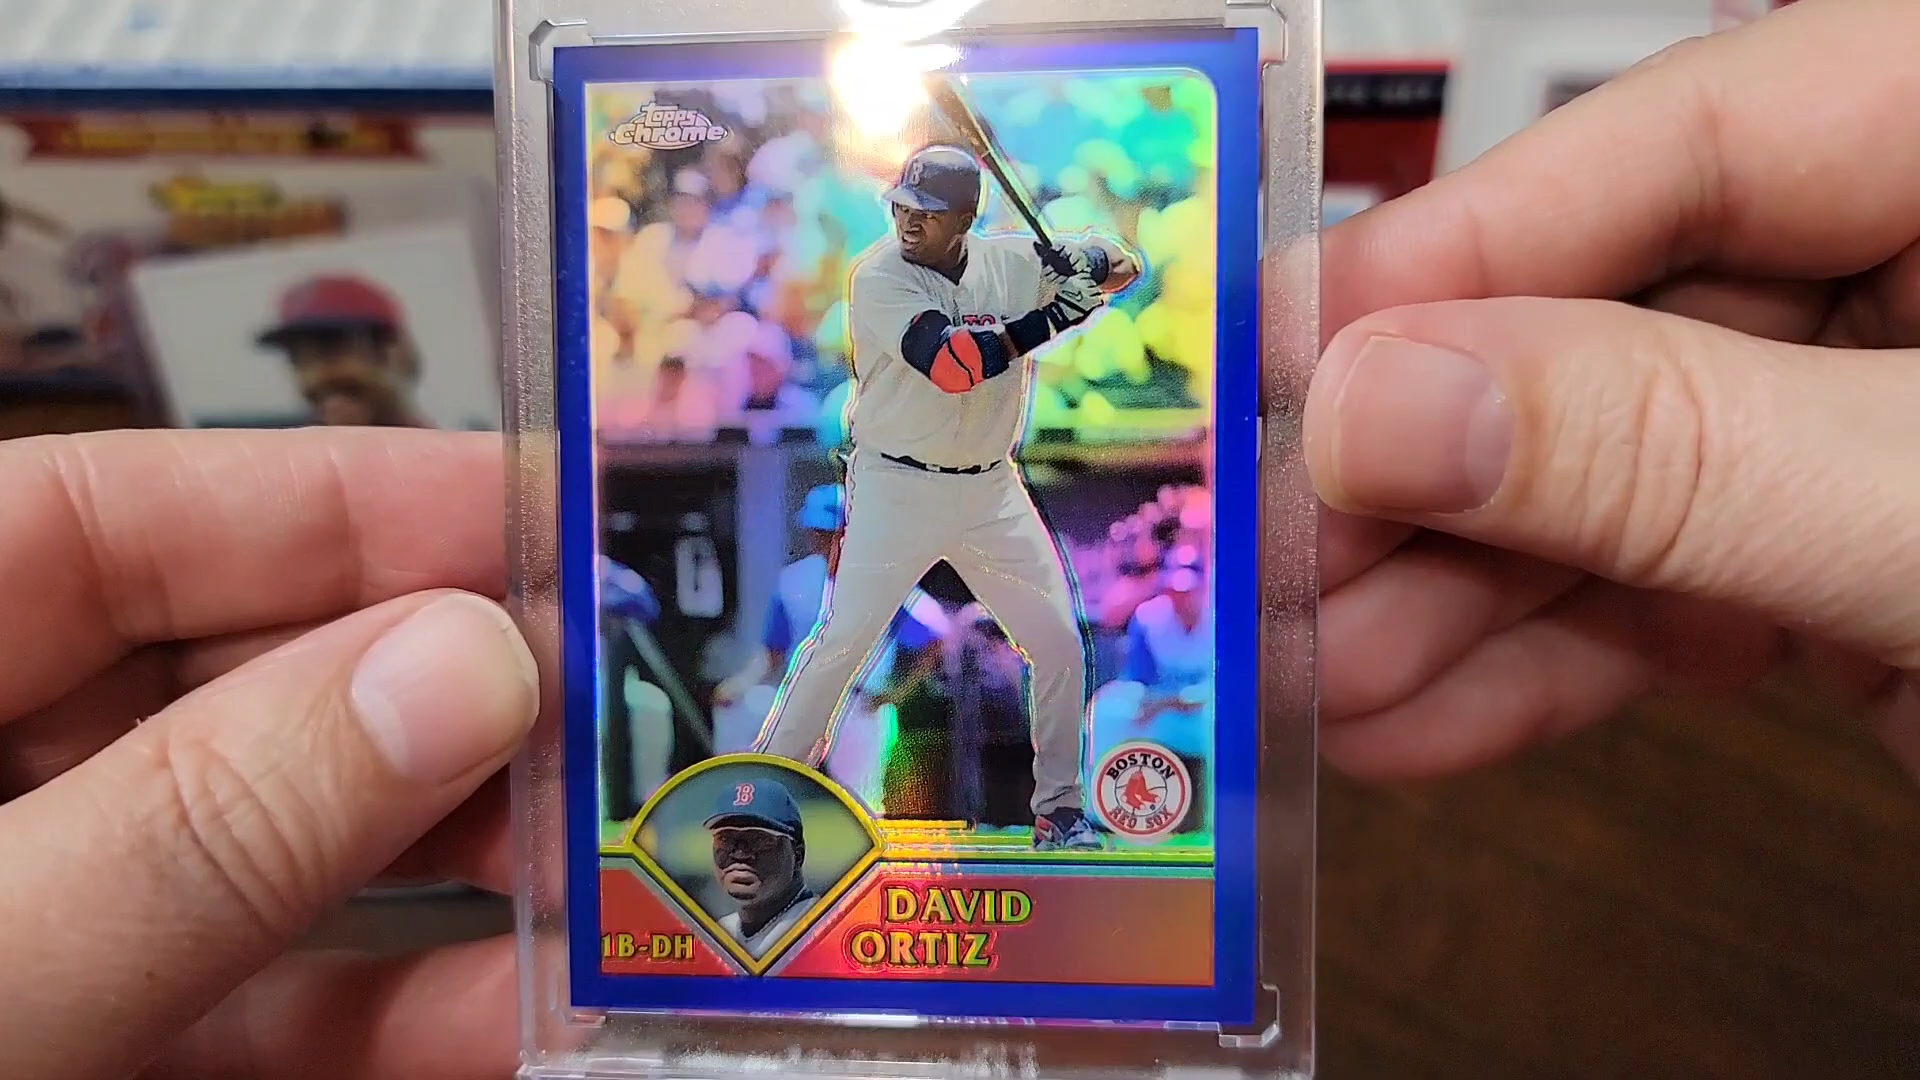 Topps
Chrome
B
B
BOSTON
RED SOX
DAVID
1B-DH
ORTIZ